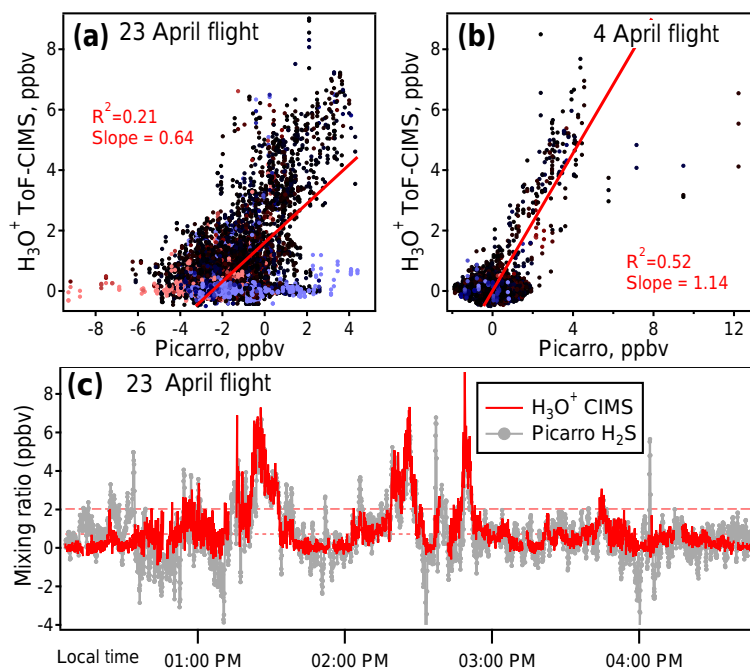 (a) 23 April flight
H₃O⁺ ToF-CIMS, ppbv
8
6
4
2
0
R²=0.21
Slope = 0.64
-8 -6 -4 -2 0 2 4
Picarro, ppbv
(b) 4 April flight
H₃O⁺ ToF-CIMS, ppbv
8
6
4
2
0
R²=0.52
Slope = 1.14
0 4 8 12
Picarro, ppbv
(c) 23 April flight
Mixing ratio (ppbv)
8
4
2
0
-4
H₃O⁺ CIMS
Picarro H₂S
Local time 01:00 PM 02:00 PM 03:00 PM 04:00 PM